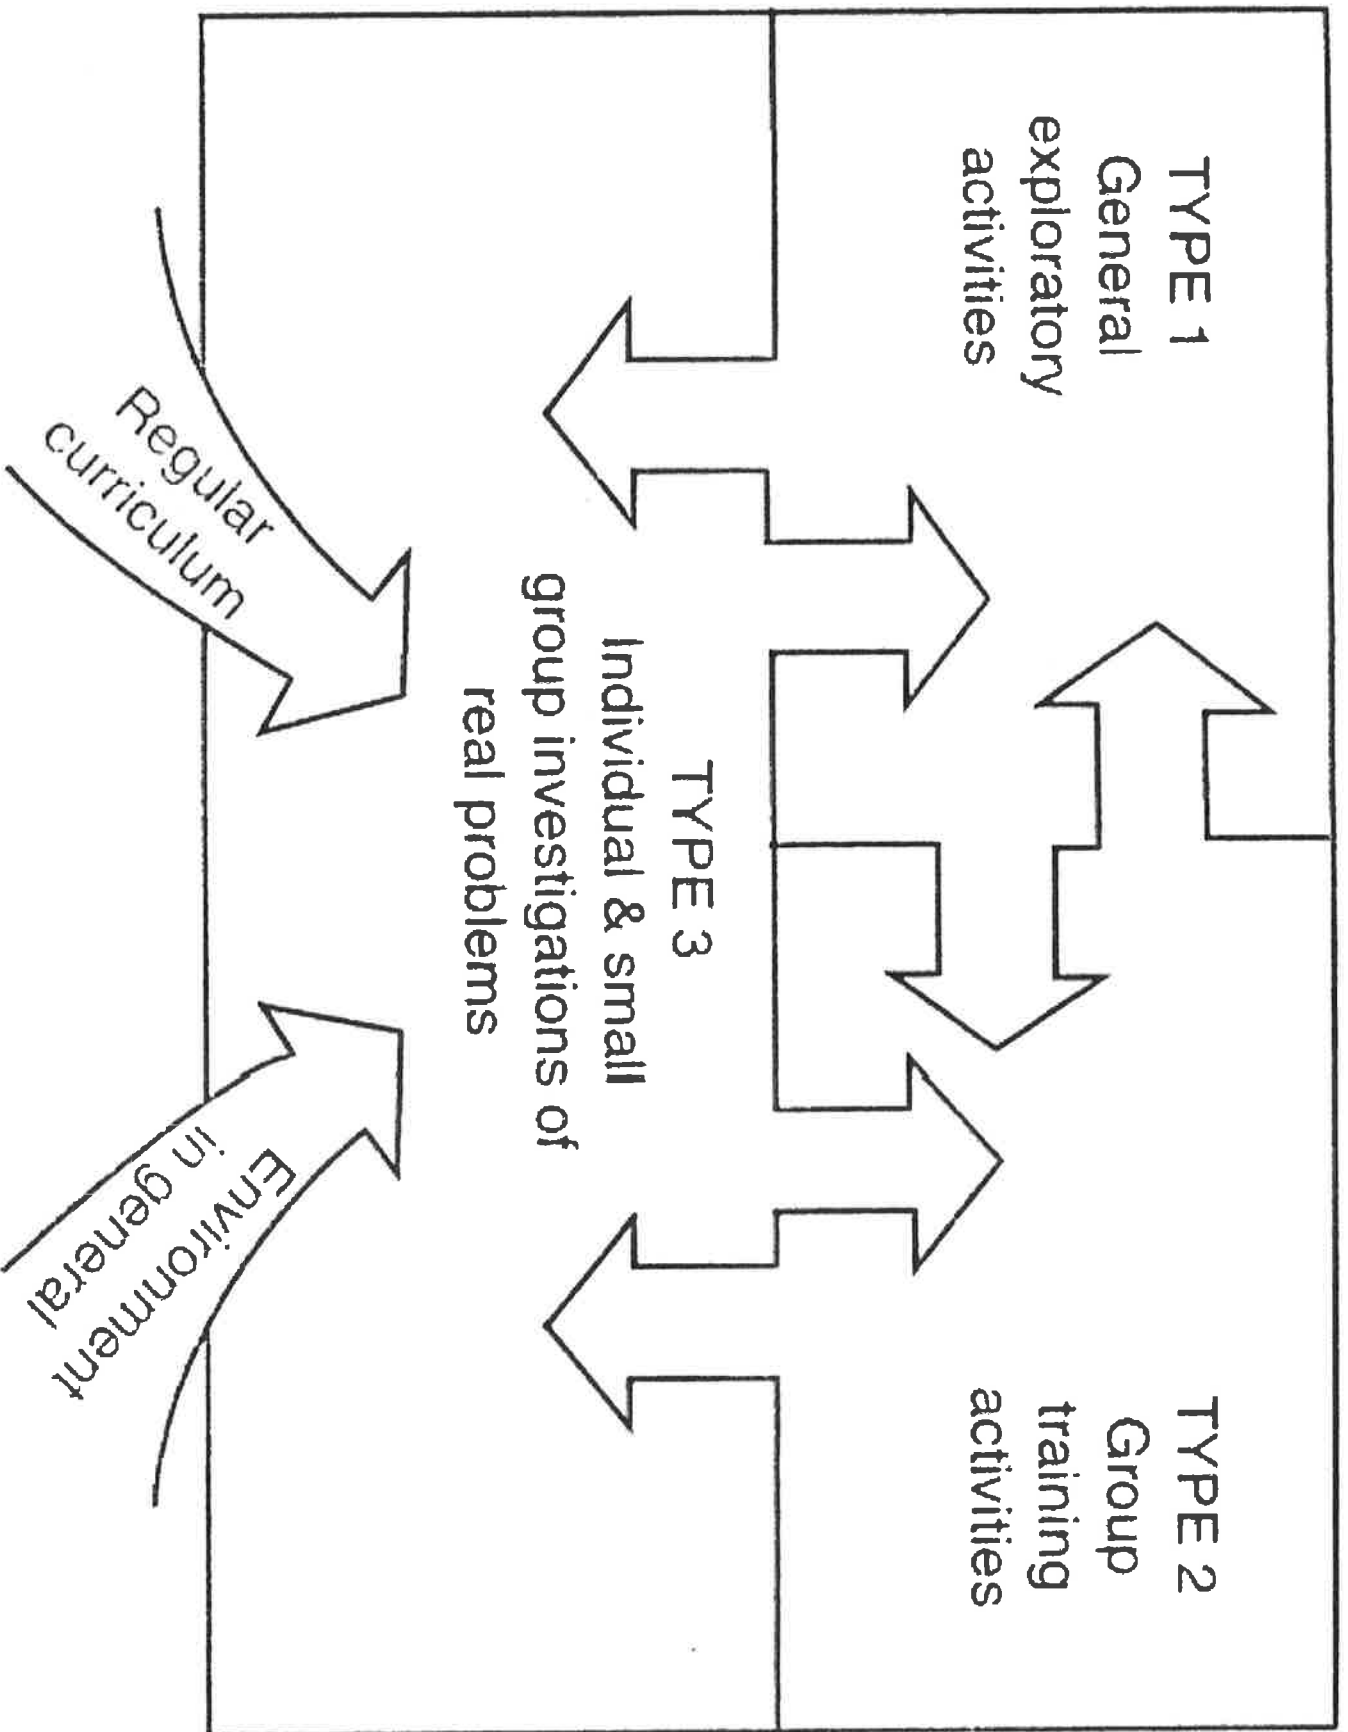 TYPE 1
General
exploratory
activities
TYPE 2
Group
training
activities
TYPE 3
Individual & small
group investigations of
real problems
Regular
curriculum
Environment
in general